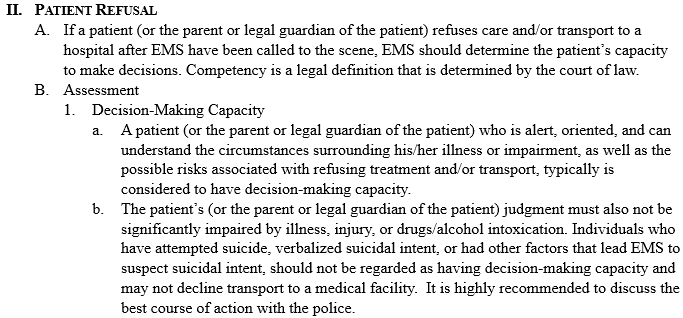 II. PATIENT REFUSAL
A. If a patient (or the parent or legal guardian of the patient) refuses care and/or transport to a
hospital after EMS have been called to the scene, EMS should determine the patient’s capacity
to make decisions. Competency is a legal definition that is determined by the court of law.
B. Assessment
1. Decision-Making Capacity
a. A patient (or the parent or legal guardian of the patient) who is alert, oriented, and can
understand the circumstances surrounding his/her illness or impairment, as well as the
possible risks associated with refusing treatment and/or transport, typically is
considered to have decision-making capacity.
b. The patient’s (or the parent or legal guardian of the patient) judgment must also not be
significantly impaired by illness, injury, or drugs/alcohol intoxication. Individuals who
have attempted suicide, verbalized suicidal intent, or had other factors that lead EMS to
suspect suicidal intent, should not be regarded as having decision-making capacity and
may not decline transport to a medical facility.  It is highly recommended to discuss the
best course of action with the police.